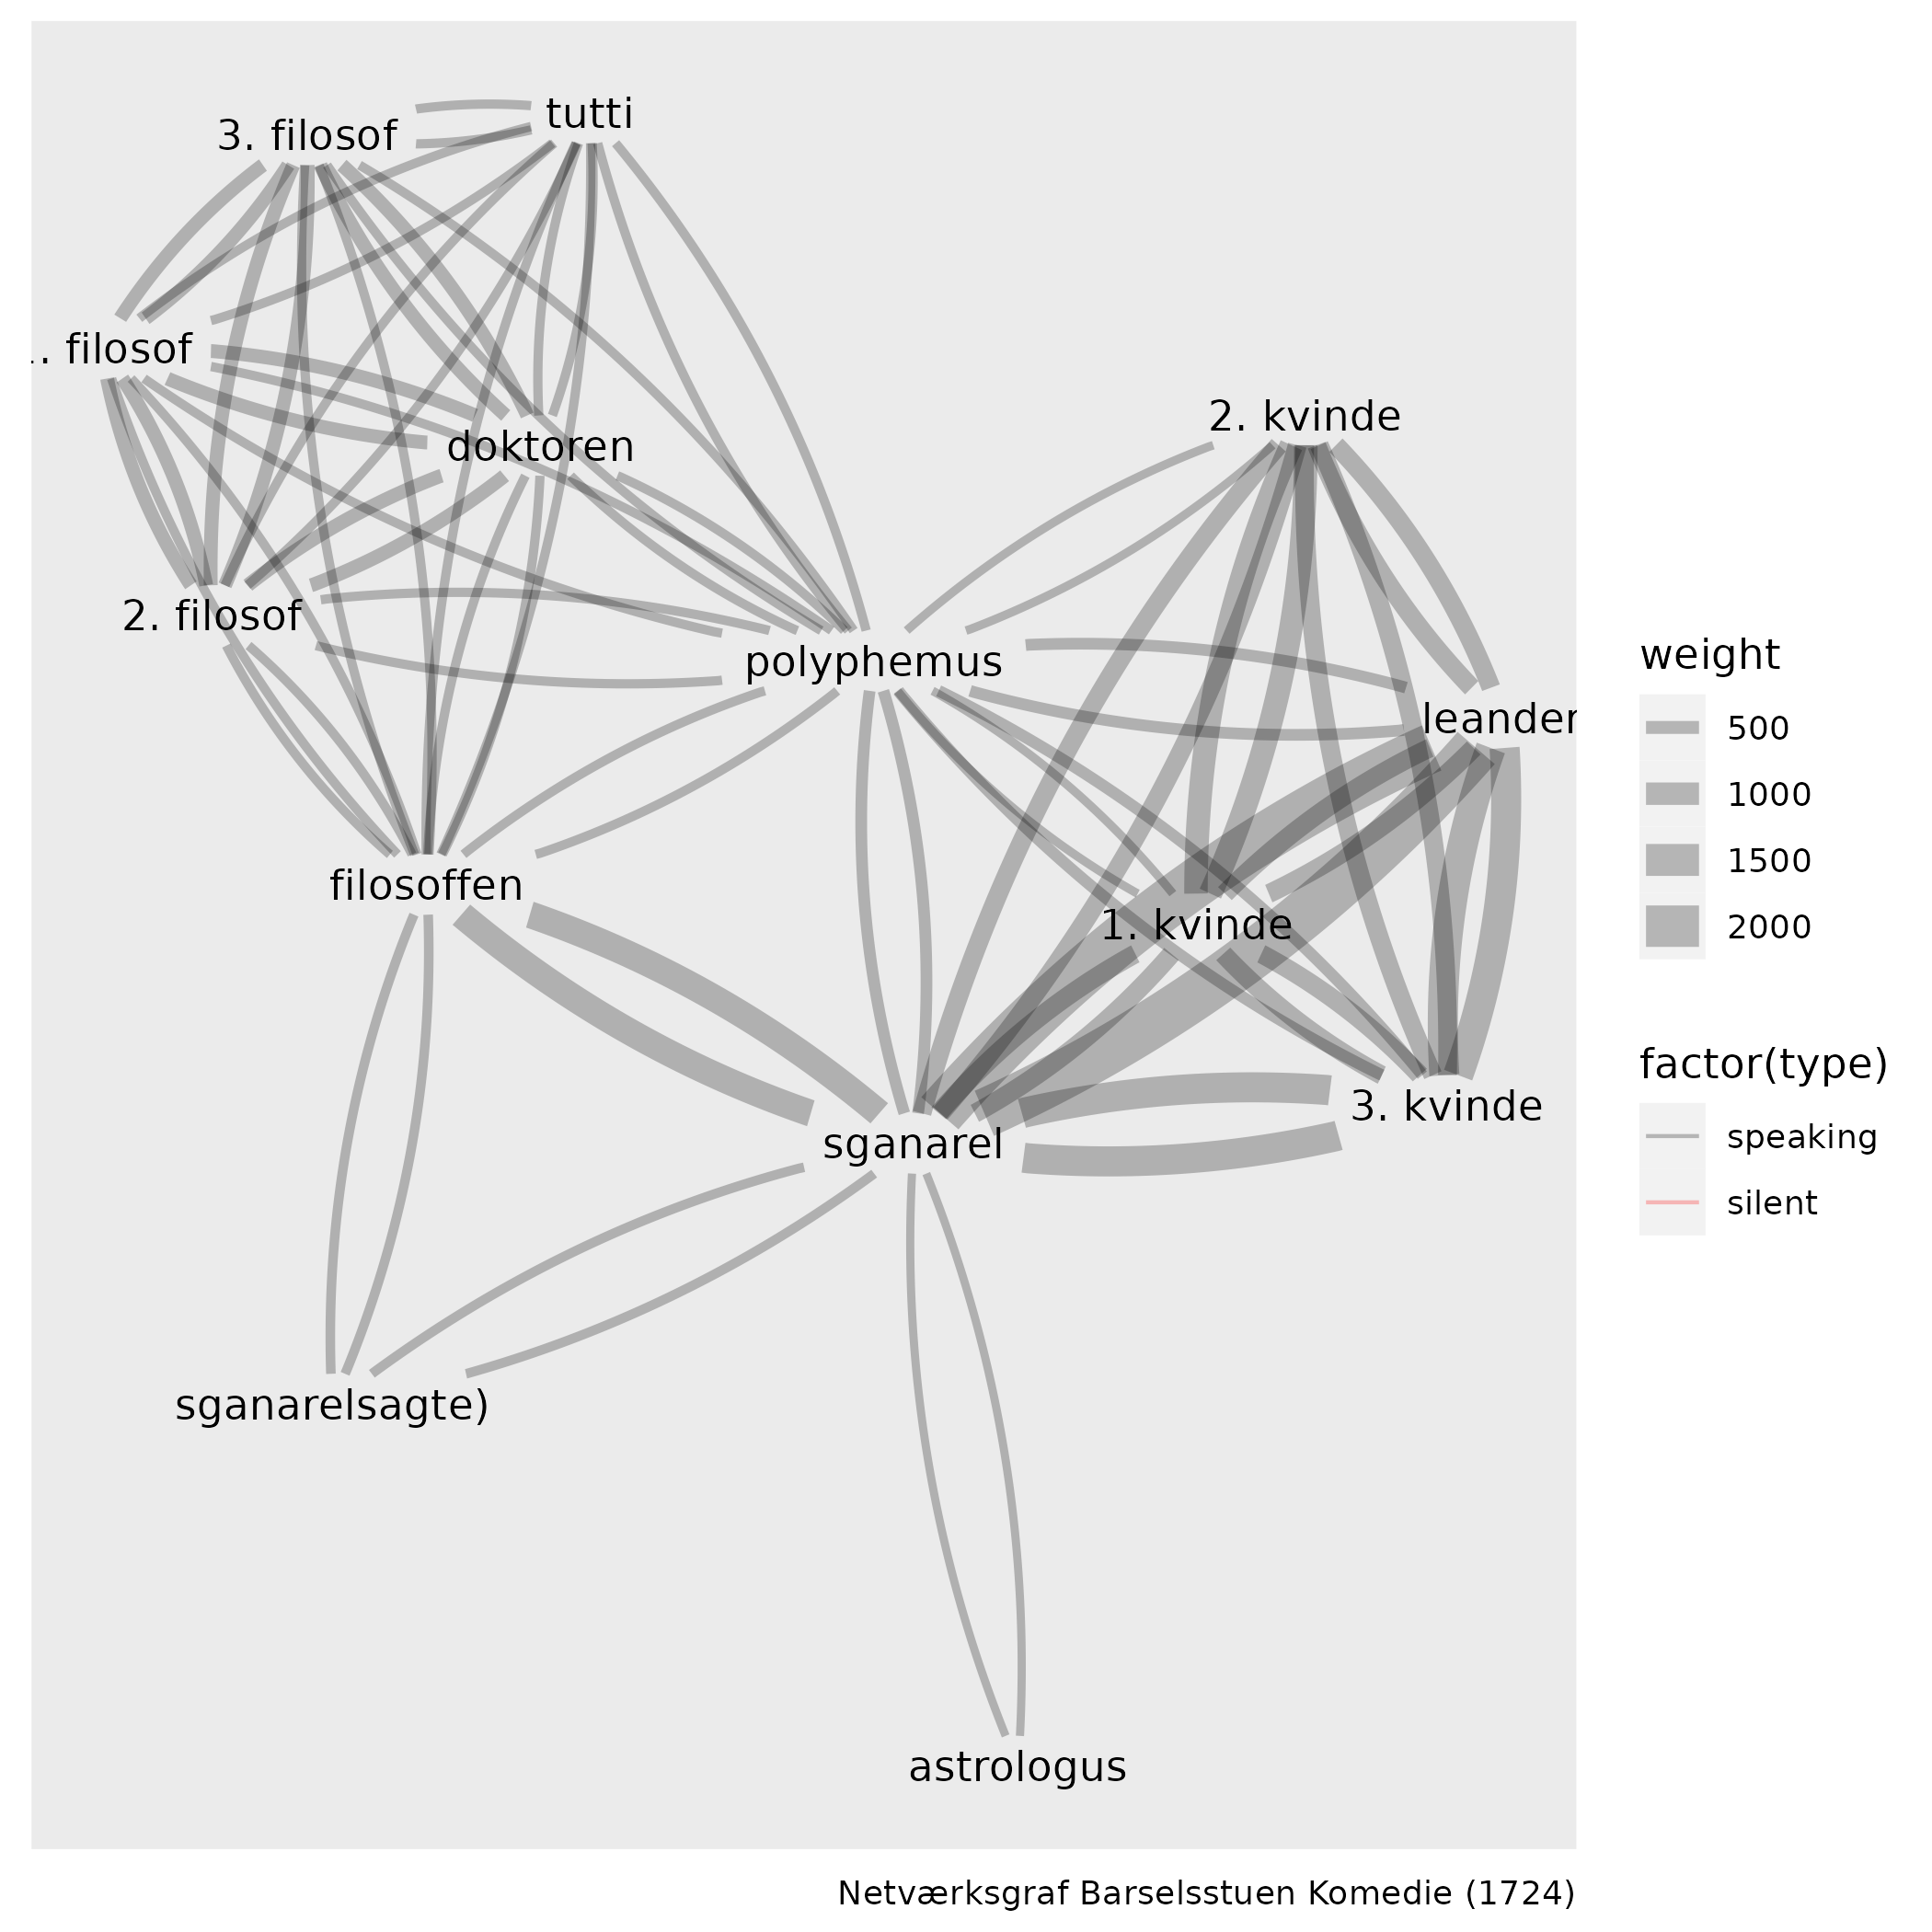 tutti
3. filosof
. filosof
2. kvinde
doktoren
2. filosof
polyphemus
leander
filosoffen
1. kvinde
3. kvinde
sganarel
sganarelsagte)
astrologus
weight
500
1000
1500
2000
factor(type)
speaking
silent
Netværksgraf Barselsstuen Komedie (1724)